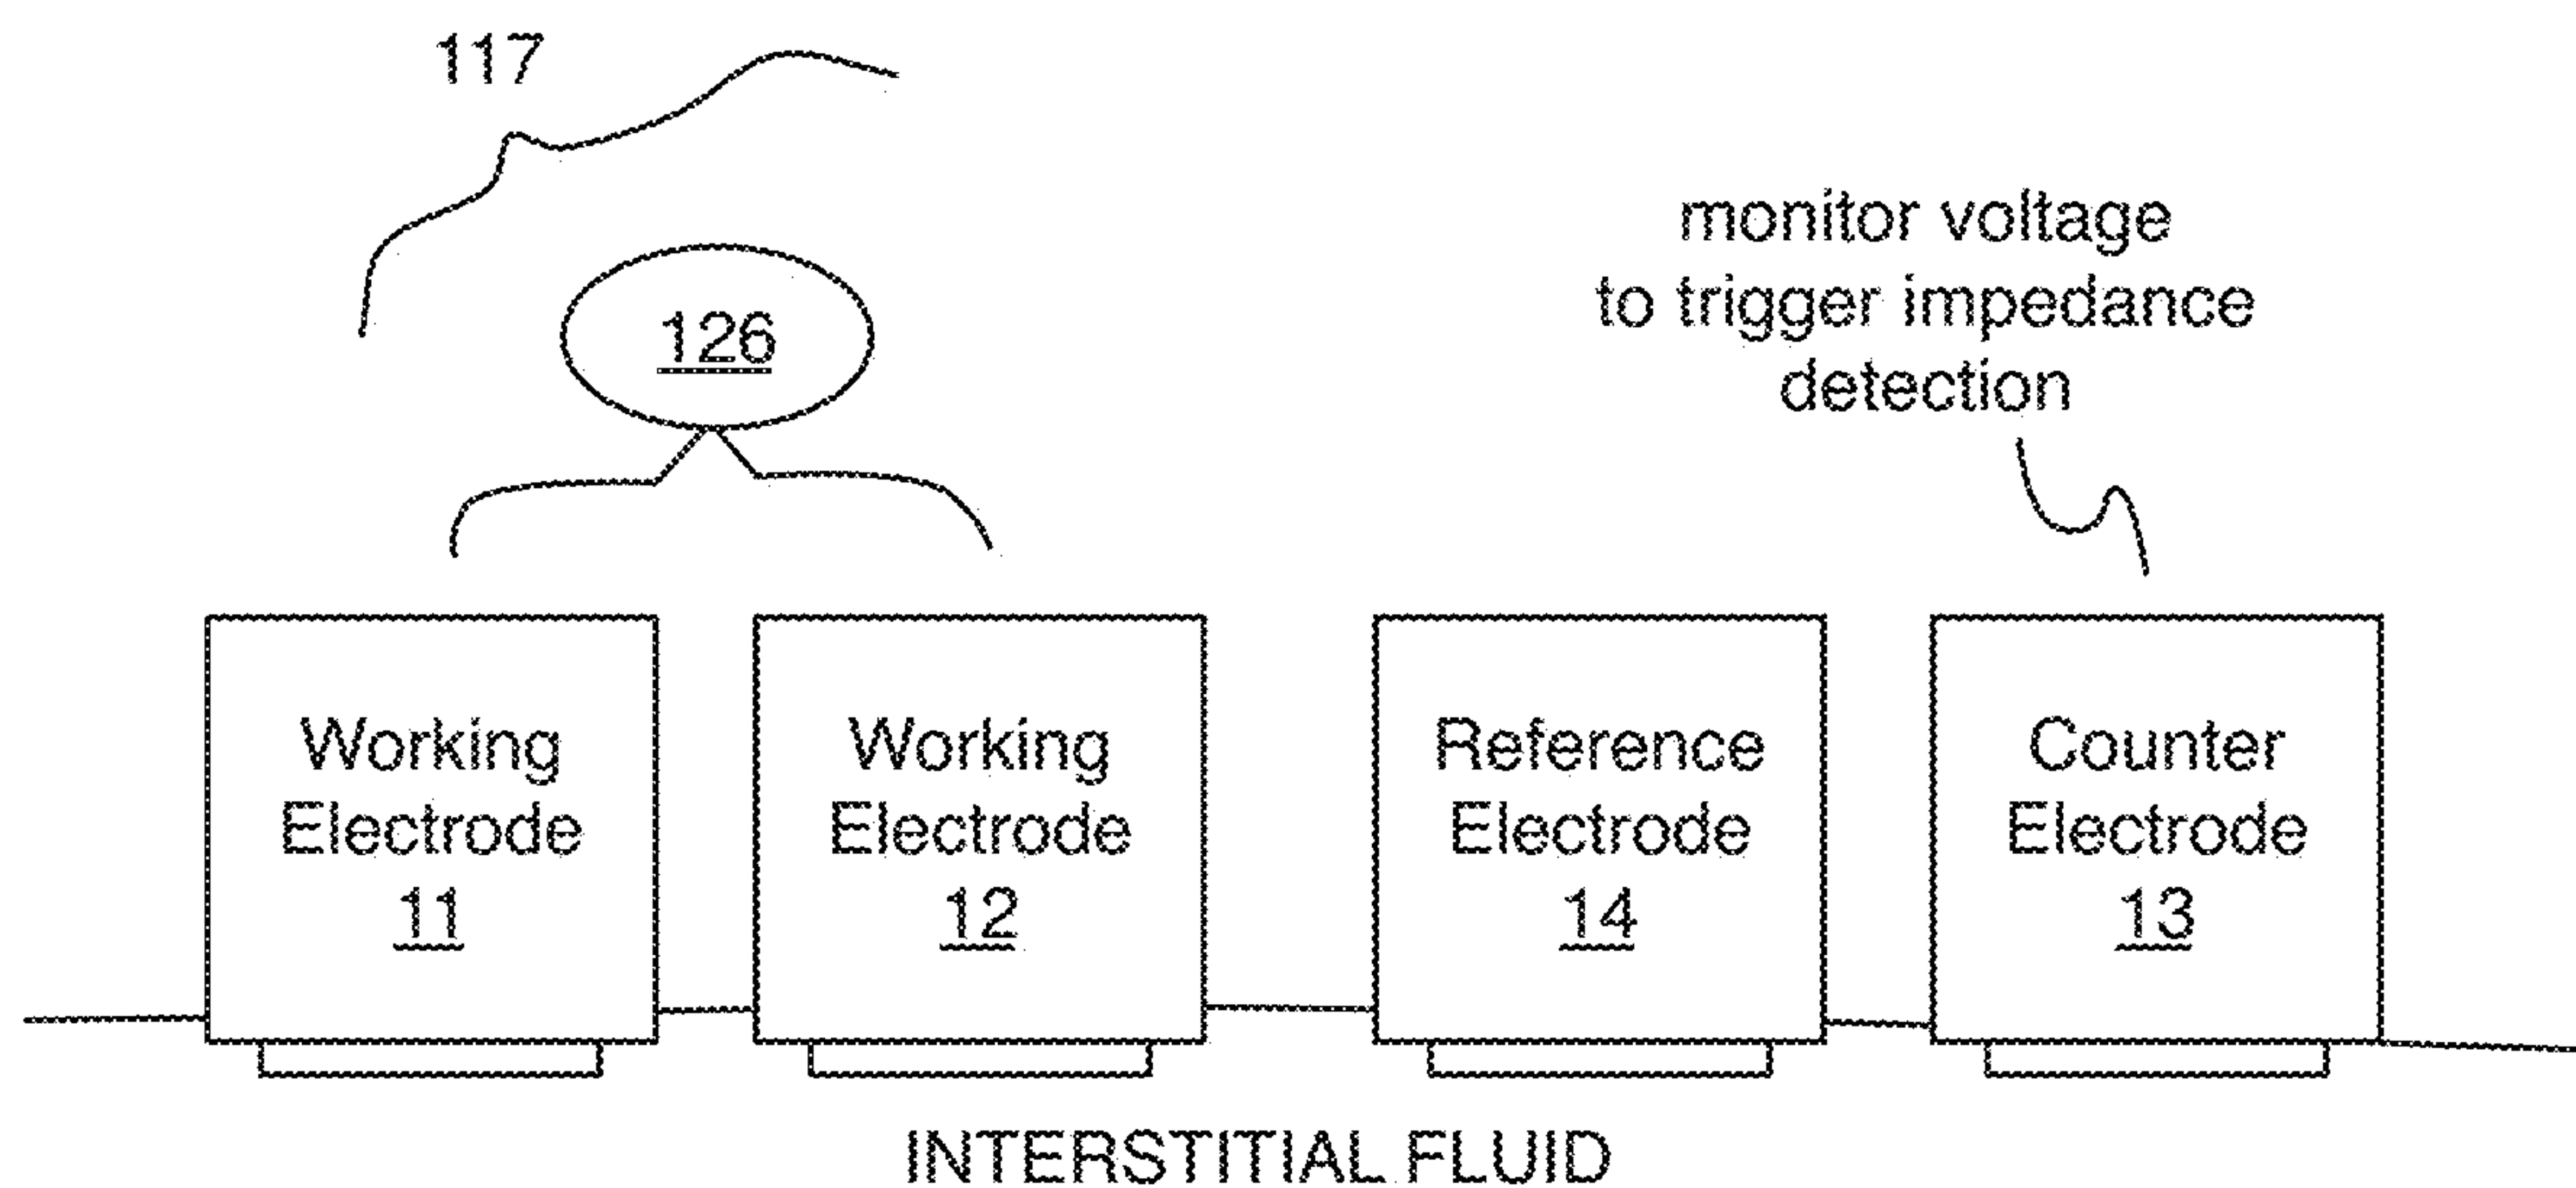 117
126
monitor voltage
to trigger impedance
detection
Working
Electrode
11
Working
Electrode
12
Reference
Electrode
14
Counter
Electrode
13
INTERSTITIAL FLUID